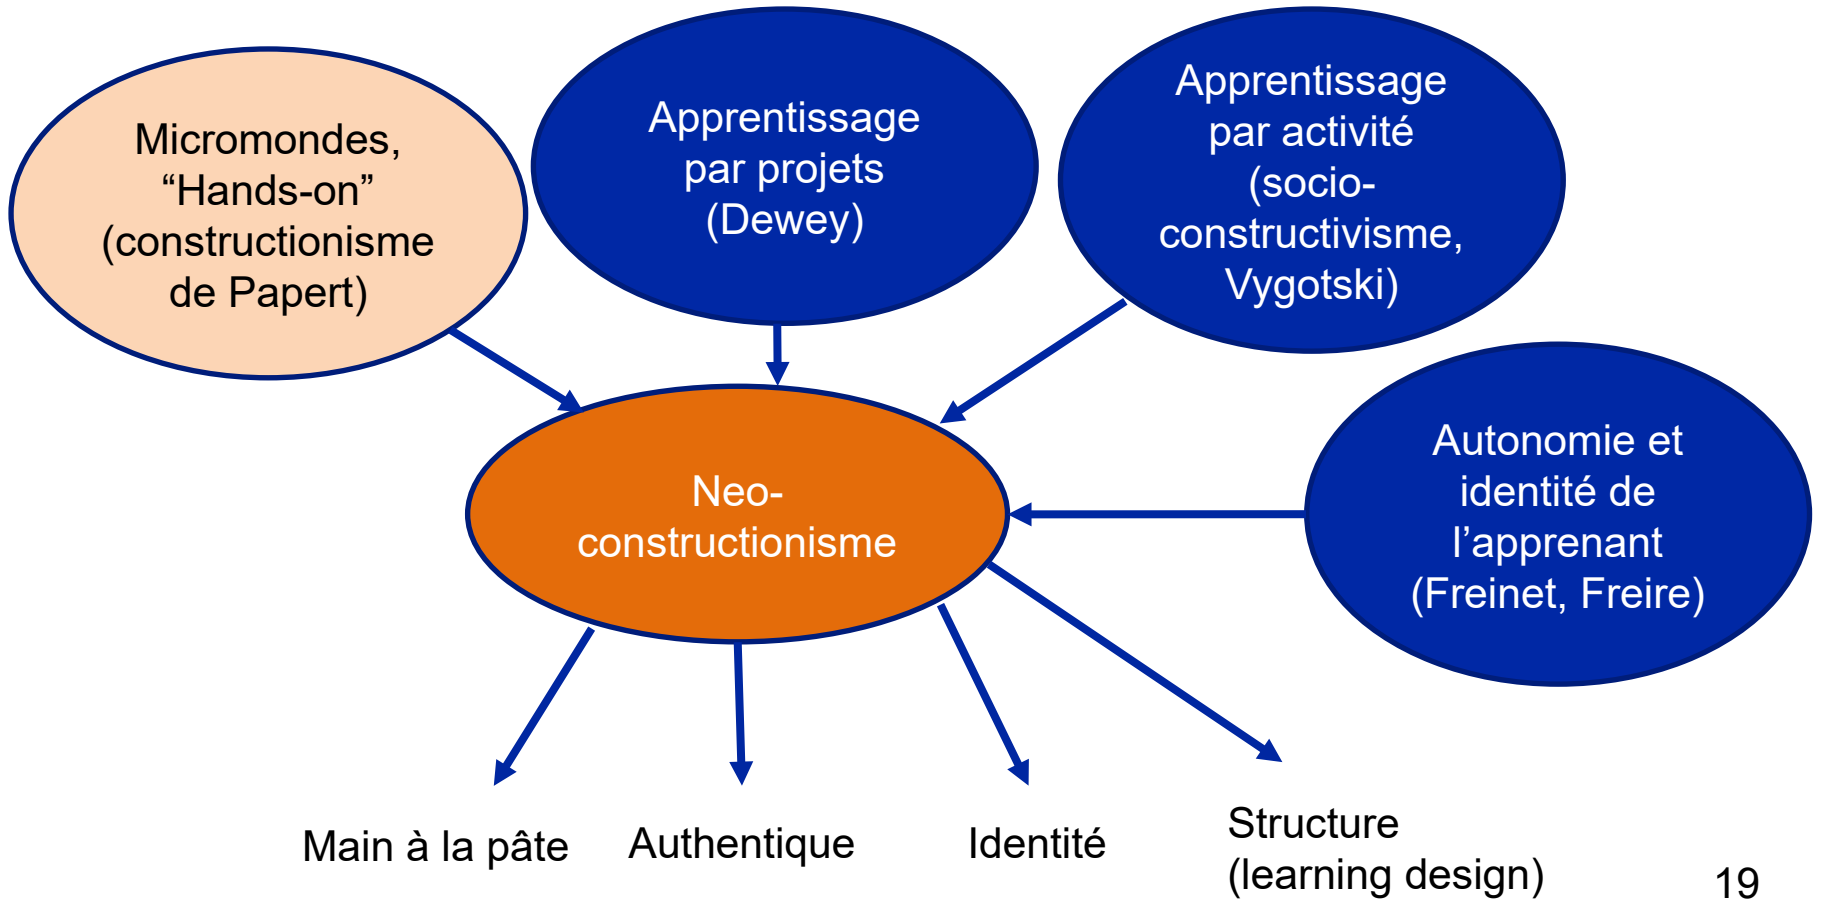 Micromondes,
“Hands-on”
(constructionisme
de Papert)
Apprentissage
par projets
(Dewey)
Apprentissage
par activité
(socio-
constructivisme,
Vygotski)
Autonomie et
identité de
l’apprenant
(Freinet, Freire)
Neo-
constructionisme
Main à la pâte
Authentique
Identité
Structure
(learning design)
19